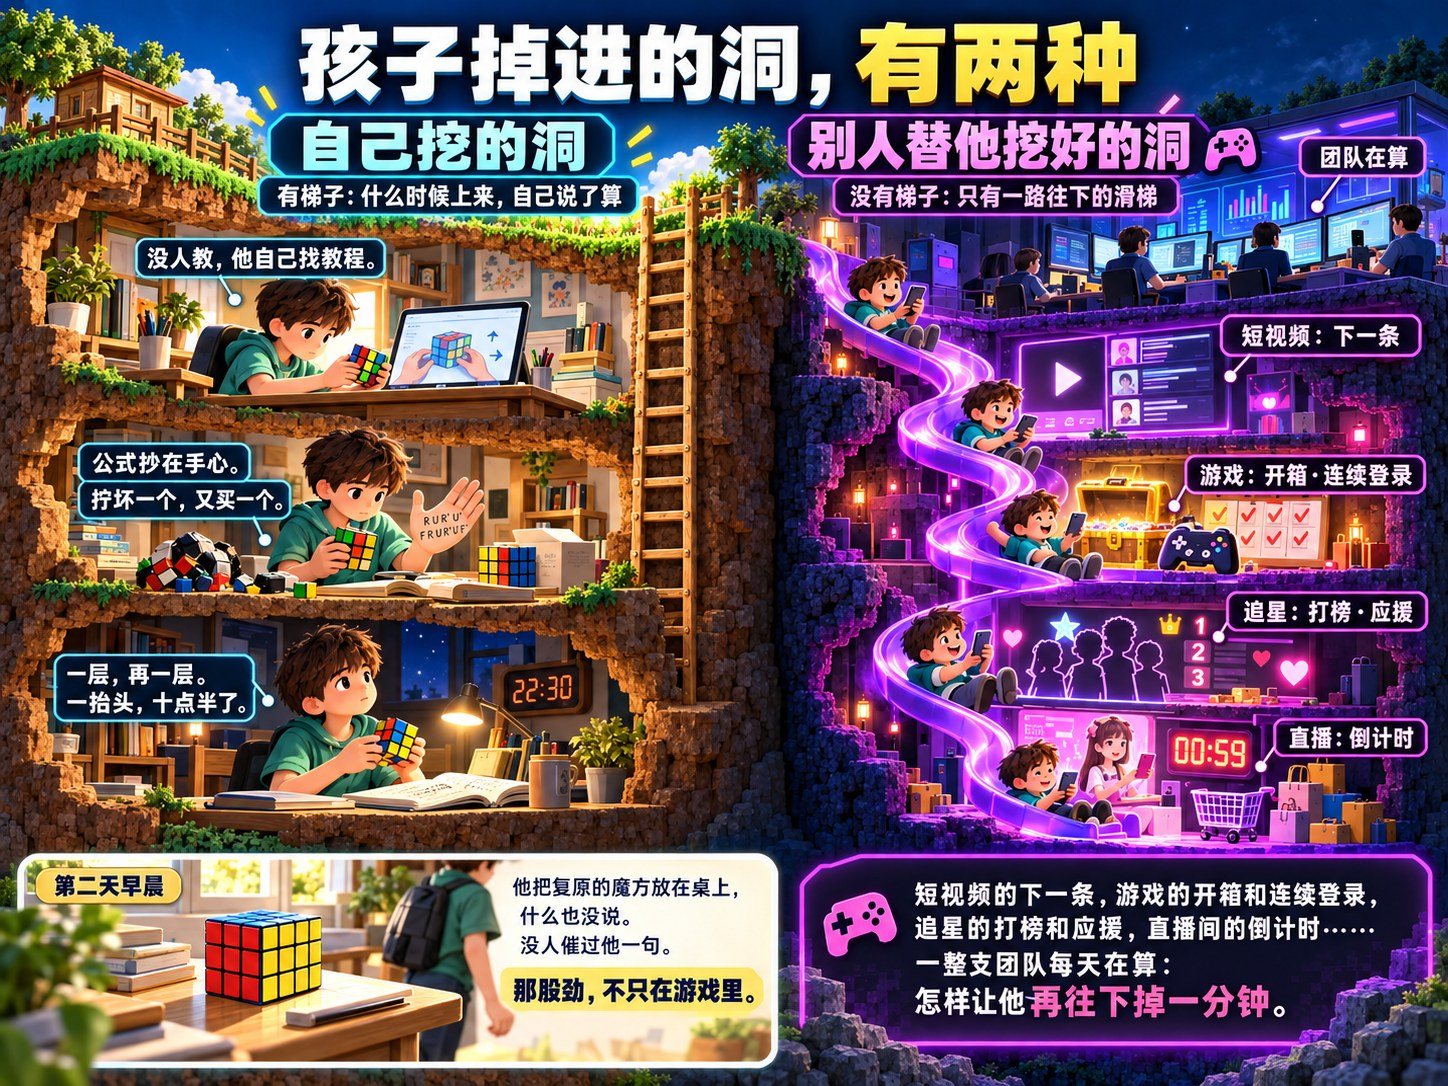 孩子掉进的洞，有两种
自己挖的洞
有梯子：什么时候上来，自己说了算
没人教，他自己找教程。
公式抄在手心。
拧坏一个，又买一个。
RUR'U'
FRUR'UF'
一层，再一层。
一抬头，十点半了。
22:30
第二天早晨
他把复原的魔方放在桌上，
什么也没说。
没人催过他一句。
那股劲，不只在游戏里。
别人替他挖好的洞
没有梯子：只有一路往下的滑梯
团队在算
短视频：下一条
游戏：开箱·连续登录
追星：打榜·应援
1
2
3
直播：倒计时
00:59
短视频的下一条，游戏的开箱和连续登录，
追星的打榜和应援，直播间的倒计时……
一整支团队每天在算：
怎样让他再往下掉一分钟。